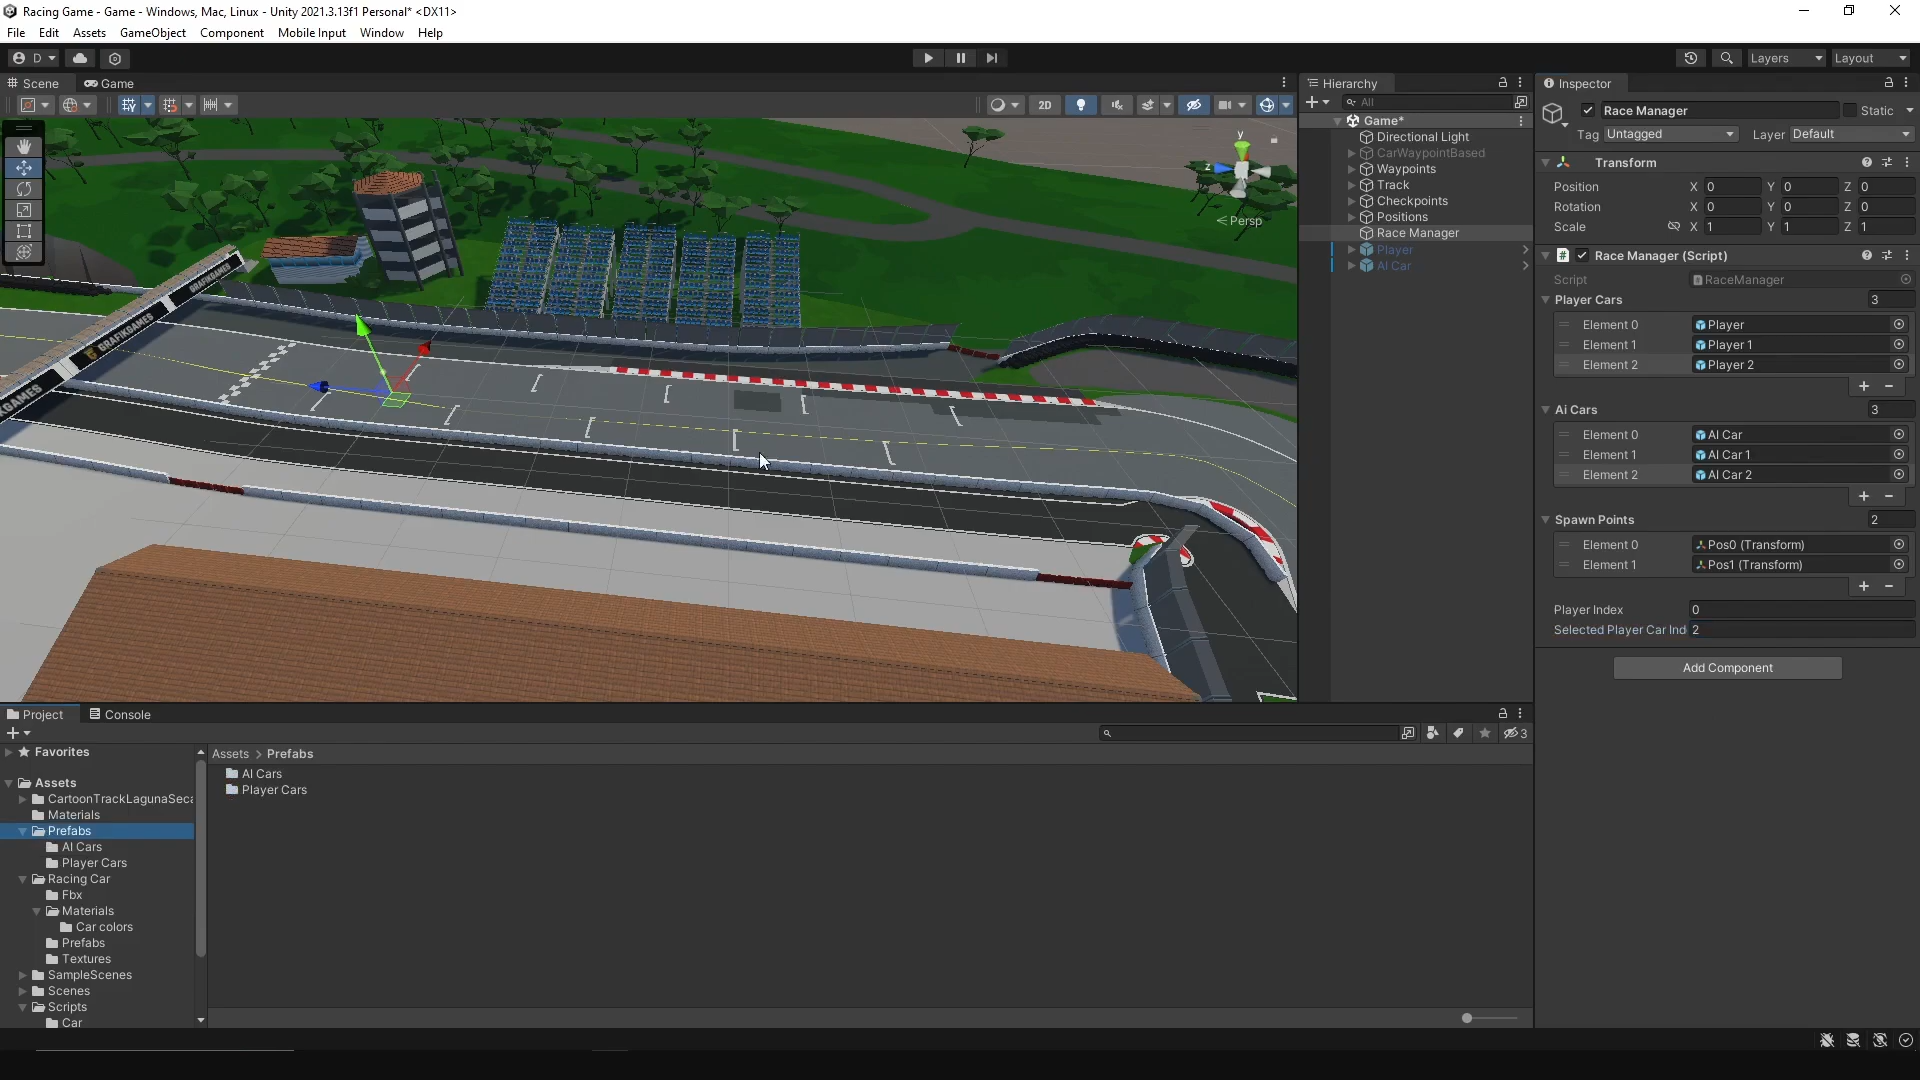 Racing Game - Game - Windows, Mac, Linux - Unity 2021.3.13f1 Personal* <DX11>
File Edit Assets GameObject Component Mobile Input Window Help
D
Layers
Layout
Scene
Game
2D
y
z
< Persp
GRAFIKGAMES
GRAFIKGAMES
KGAMES
Hierarchy
All
Game*
Directional Light
CarWaypointBased
Waypoints
Track
Checkpoints
Positions
Race Manager
Player
AI Car
Inspector
Race Manager
Static
Tag Untagged
Layer Default
Transform
Position X 0 Y 0 Z 0
Rotation X 0 Y 0 Z 0
Scale X 1 Y 1 Z 1
Race Manager (Script)
Script RaceManager
Player Cars 3
Element 0 Player
Element 1 Player 1
Element 2 Player 2
Ai Cars 3
Element 0 AI Car
Element 1 AI Car 1
Element 2 AI Car 2
Spawn Points 2
Element 0 Pos0 (Transform)
Element 1 Pos1 (Transform)
Player Index 0
Selected Player Car Ind 2
Add Component
Project
Console
3
Favorites
Assets
CartoonTrackLagunaSeca
Materials
Prefabs
AI Cars
Player Cars
Racing Car
Fbx
Materials
Car colors
Prefabs
Textures
SampleScenes
Scenes
Scripts
Car
Assets > Prefabs
AI Cars
Player Cars